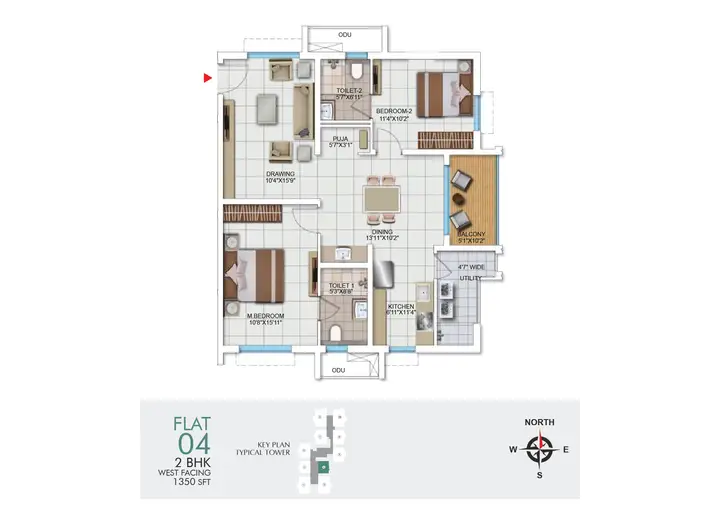 ODU
TOILET-2
5'7"X6'11"
BEDROOM-2
11'4"X10'2"
PUJA
5'7"X3'1"
DRAWING
10'4"X15'9"
DINING
13'11"X10'2"
BALCONY
5'1"X10'2"
4'7" WIDE
UTILITY
TOILET 1
5'3"X8'8"
KITCHEN
6'11"X11'4"
M.BEDROOM
10'8"X15'11"
ODU
FLAT
04
2 BHK
WEST FACING
1350 SFT
KEY PLAN
TYPICAL TOWER
NORTH
W
E
S